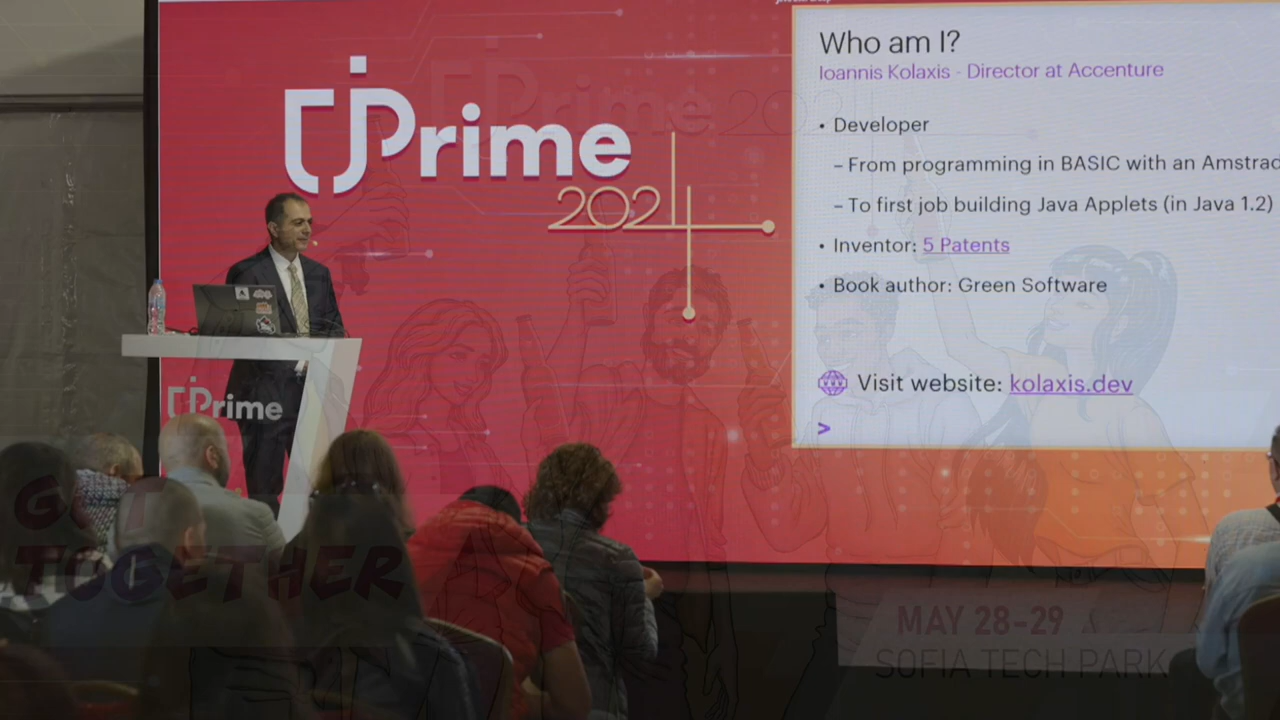 jPrime
2024
Who am I?
Ioannis Kolaxis - Director at Accenture
• Developer
– From programming in BASIC with an Amstrad
– To first job building Java Applets (in Java 1.2)
• Inventor: 5 Patents
• Book author: Green Software
Visit website: kolaxis.dev
>
jPrime
GET
TOGETHER
MAY 28-29
SOFIA TECH PARK